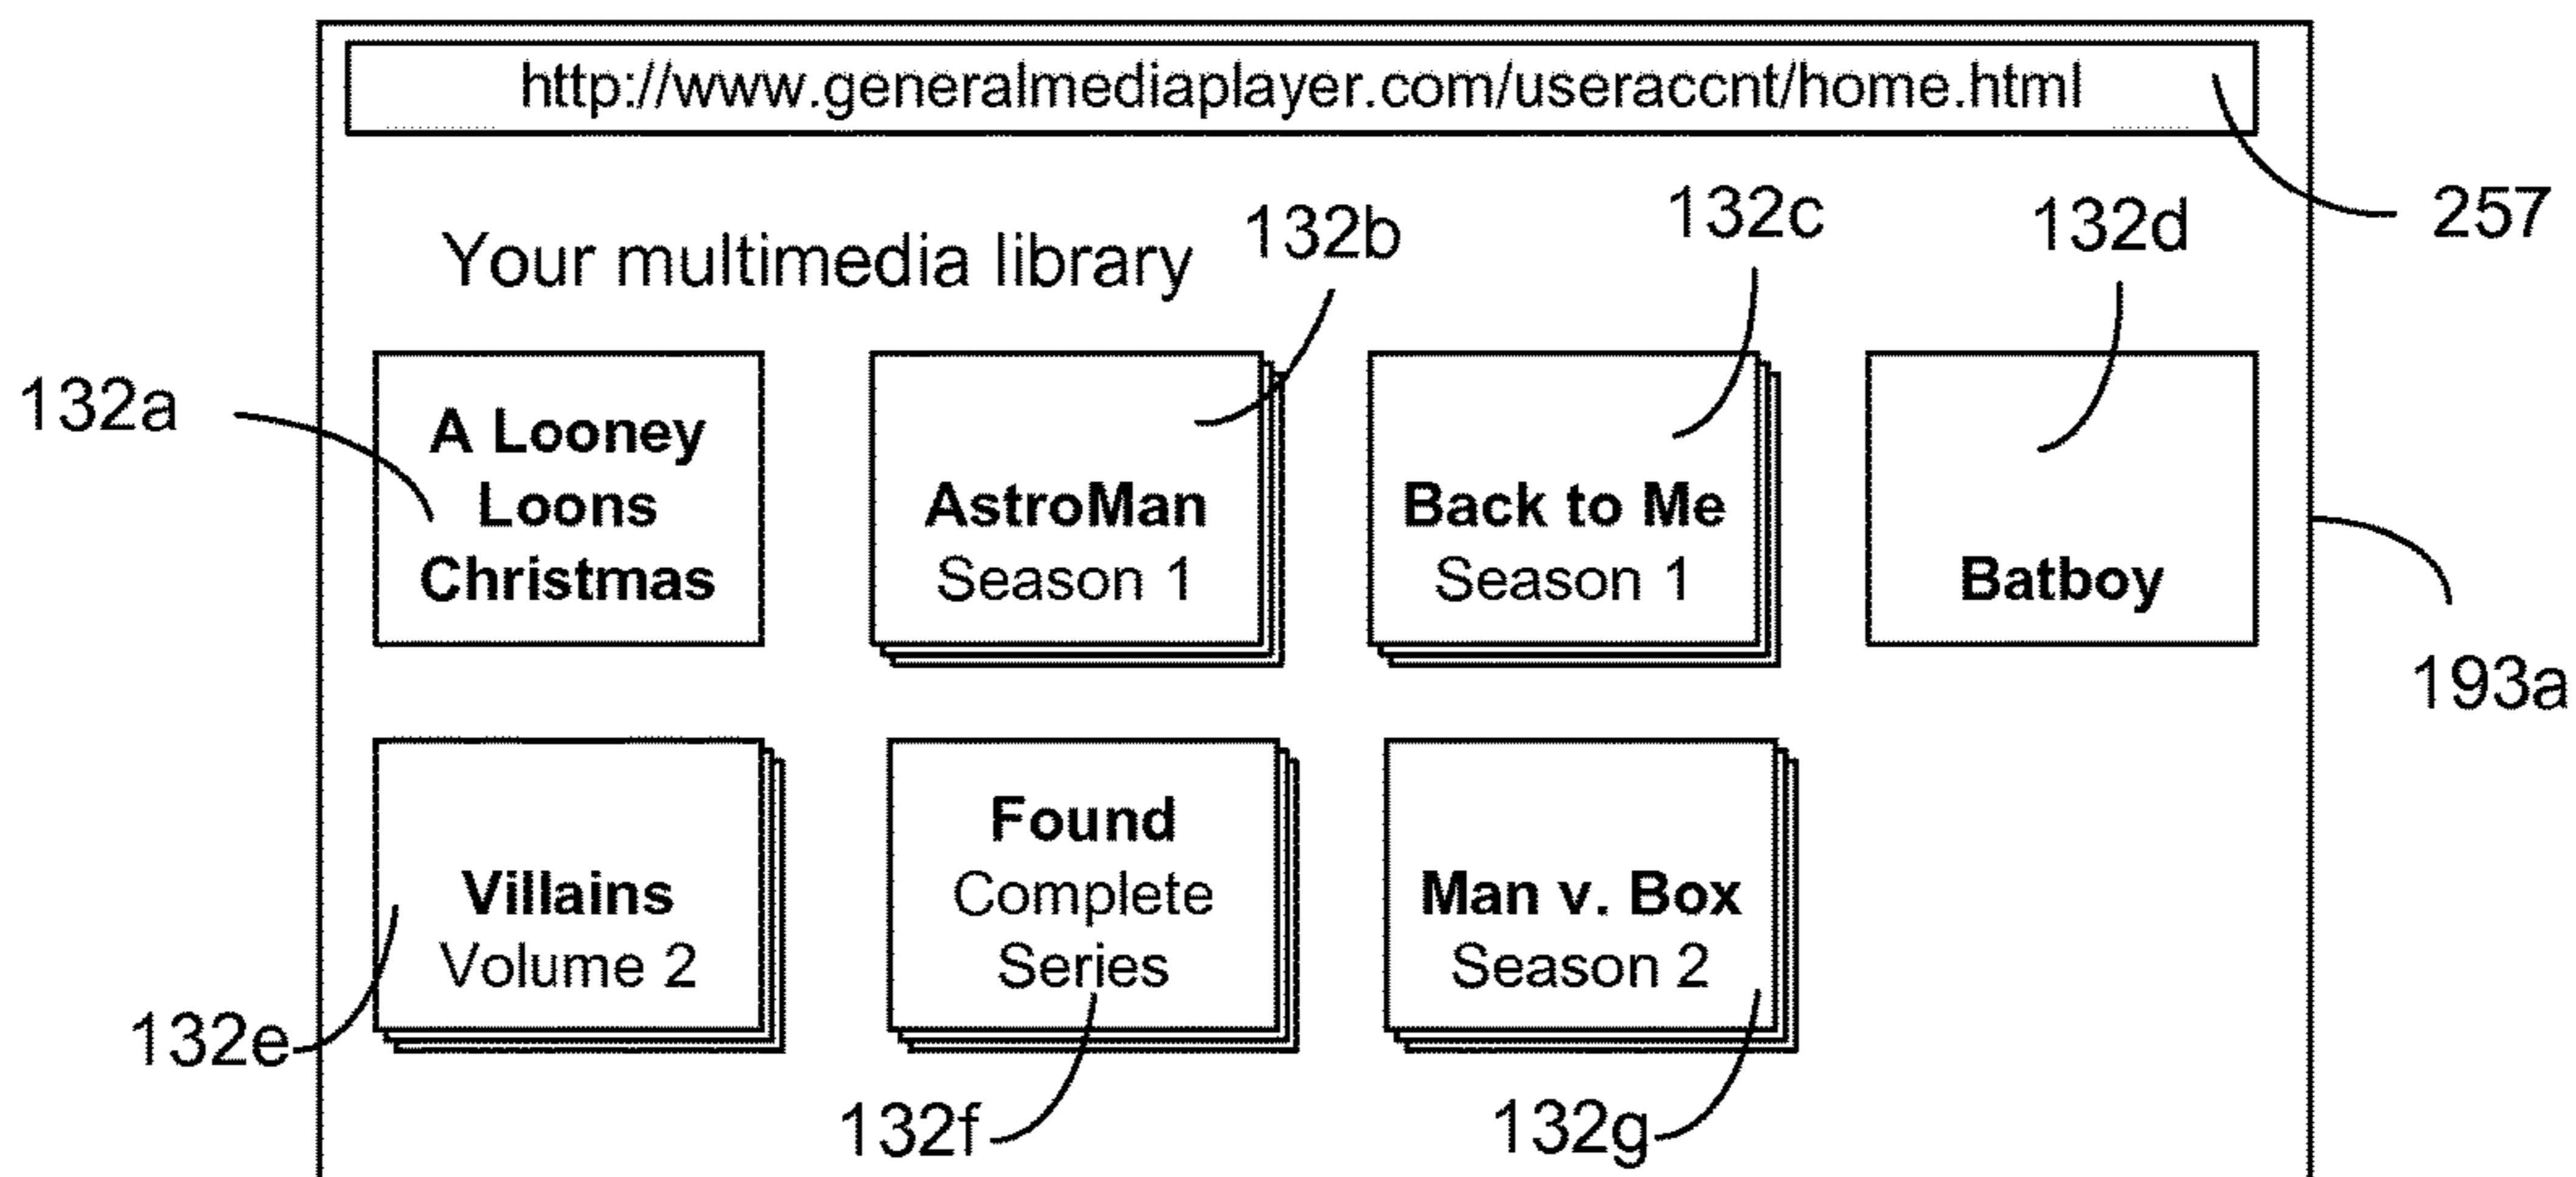 http://www.generalmediaplayer.com/useraccnt/home.html
257
Your multimedia library
132b
132c
132d
132a
A Looney
Loons
Christmas
AstroMan
Season 1
Back to Me
Season 1
Batboy
193a
Villains
Volume 2
Found
Complete
Series
Man v. Box
Season 2
132e
132f
132g